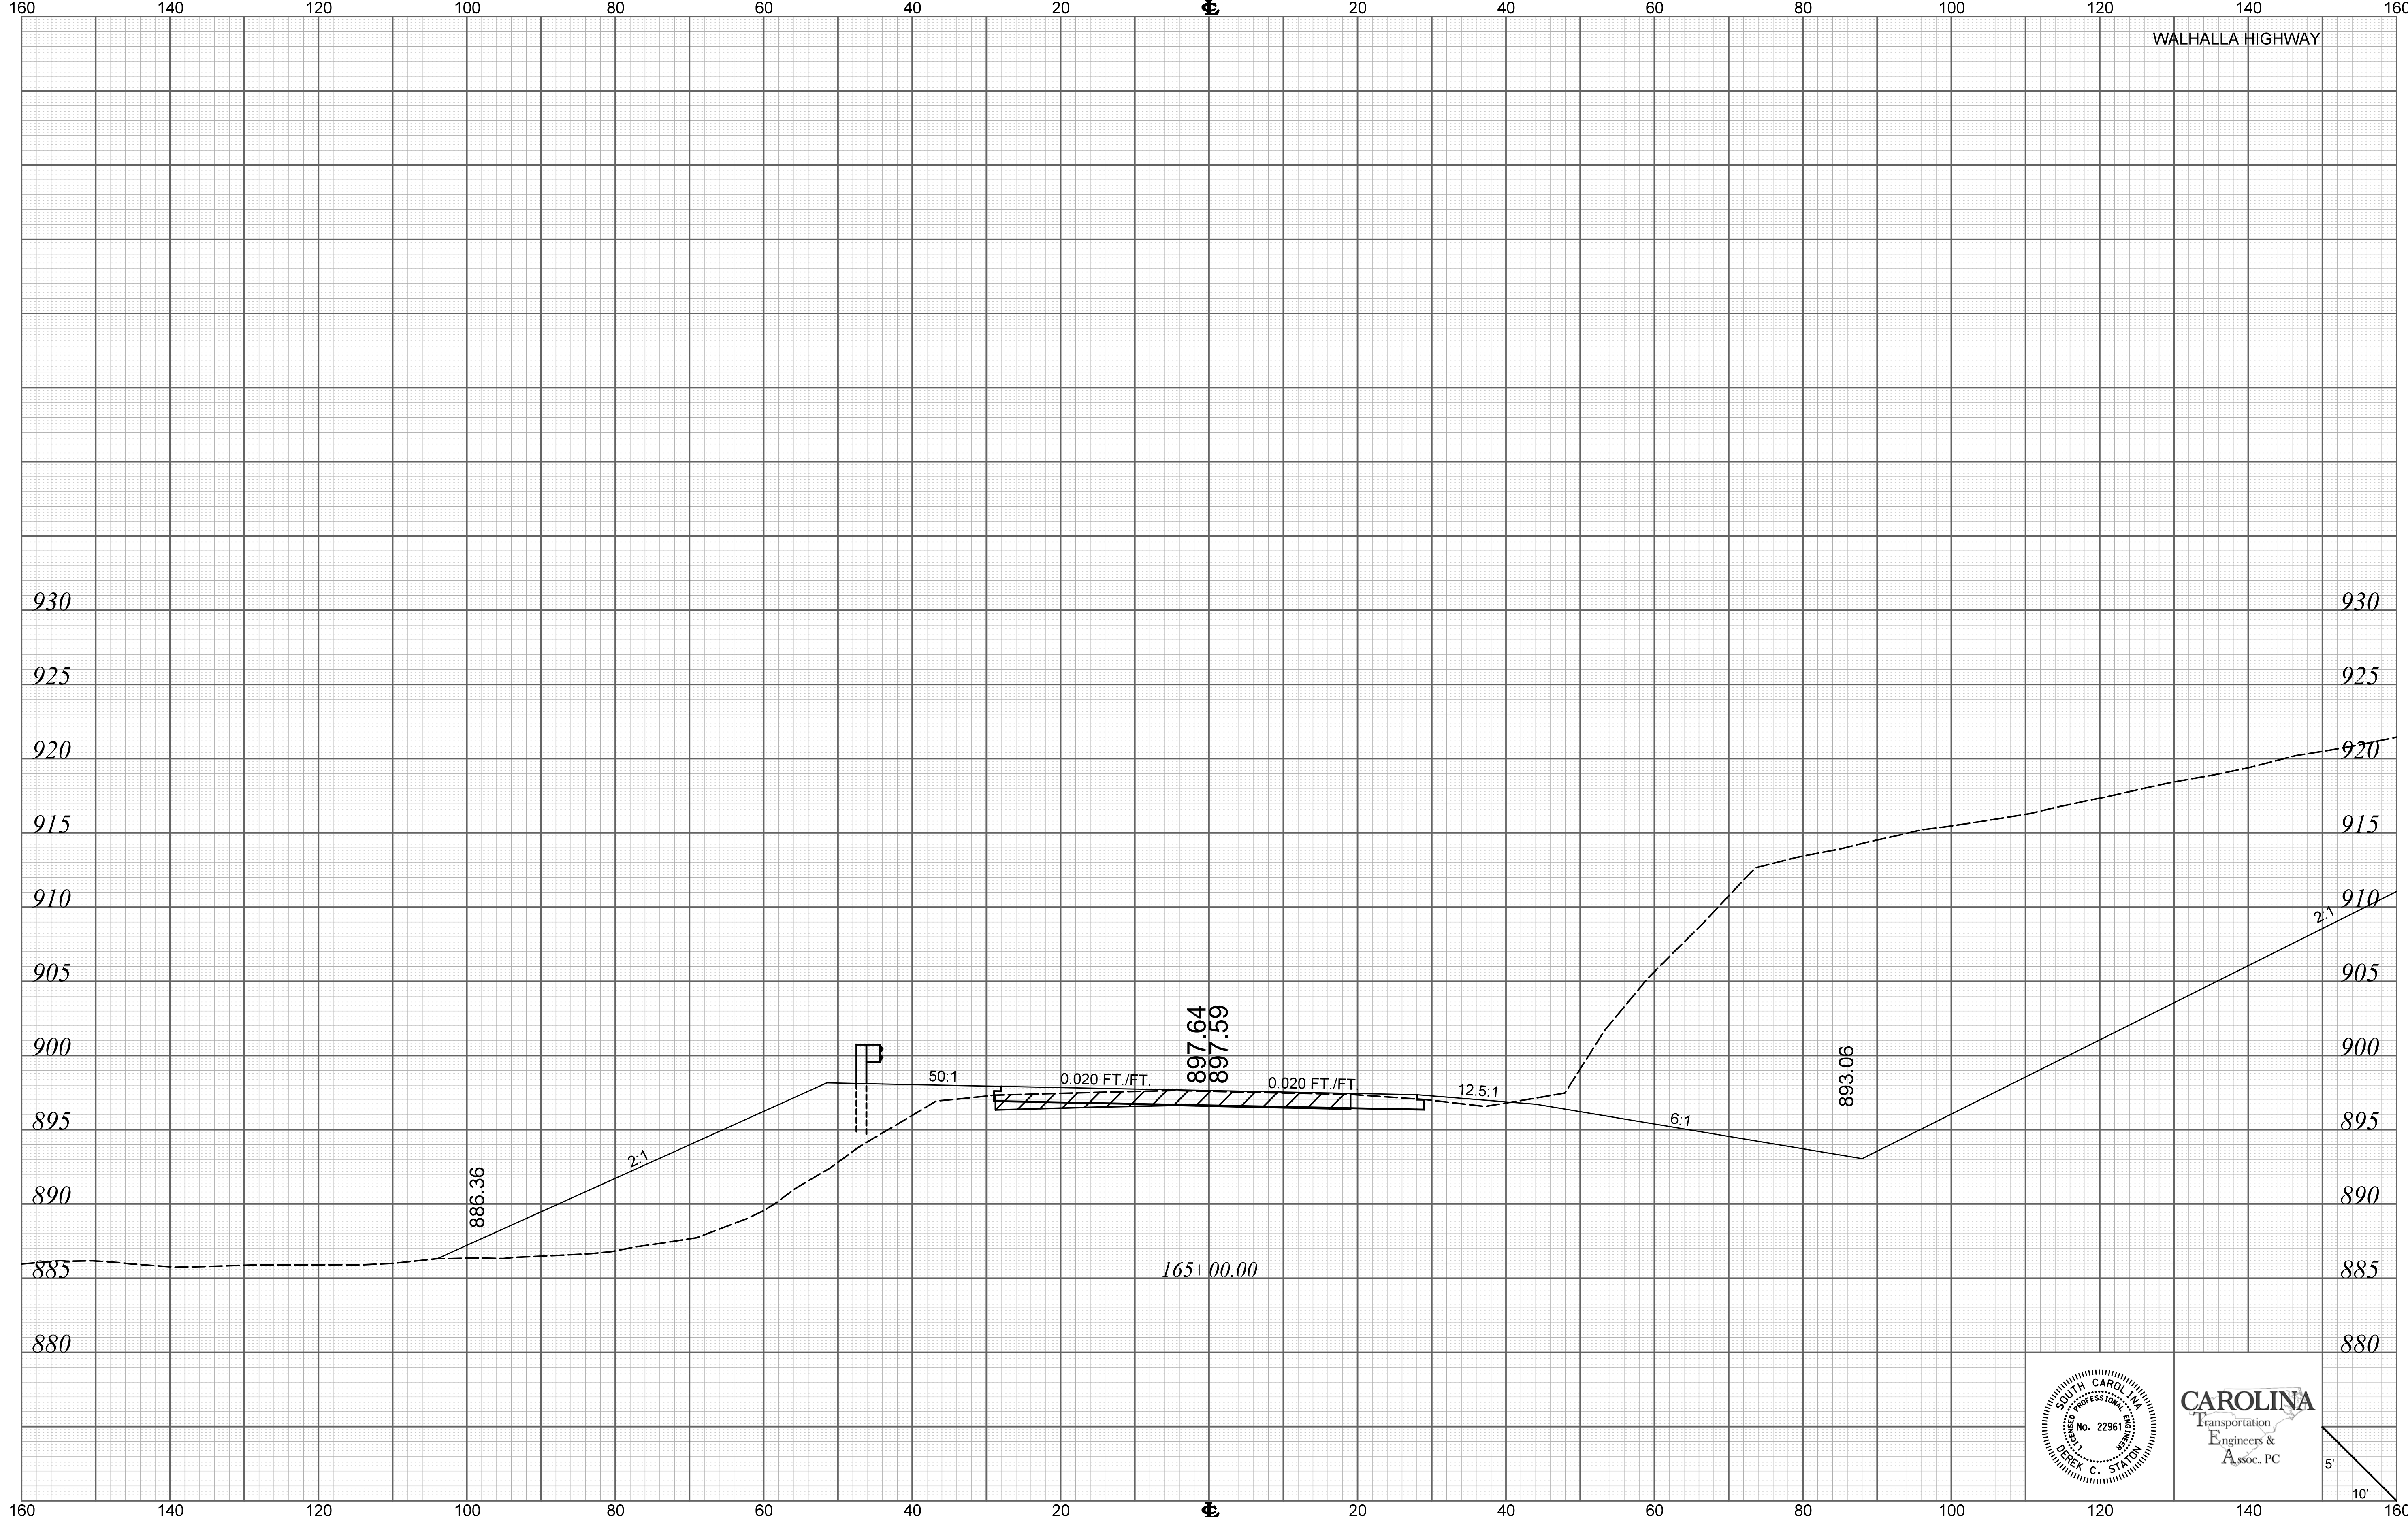 160 140 120 100 80 60 40 20 ℄ 20 40 60 80 100 120 140 160
WALHALLA HIGHWAY
930 930
925 925
920 920
915 915
910 910
2:1
905 905
897.64
897.59
900 900
893.06
50:1 0.020 FT./FT. 0.020 FT./FT. 12.5:1
895 895
6:1
2:1
886.36
890 890
885 165+00.00 885
880 880
SOUTH CAROLINA
LICENSED PROFESSIONAL ENGINEER
No. 22961
DEREK C. STATON
CAROLINA
Transportation
Engineers &
Assoc., PC
5'
10'
160 140 120 100 80 60 40 20 ℄ 20 40 60 80 100 120 140 160